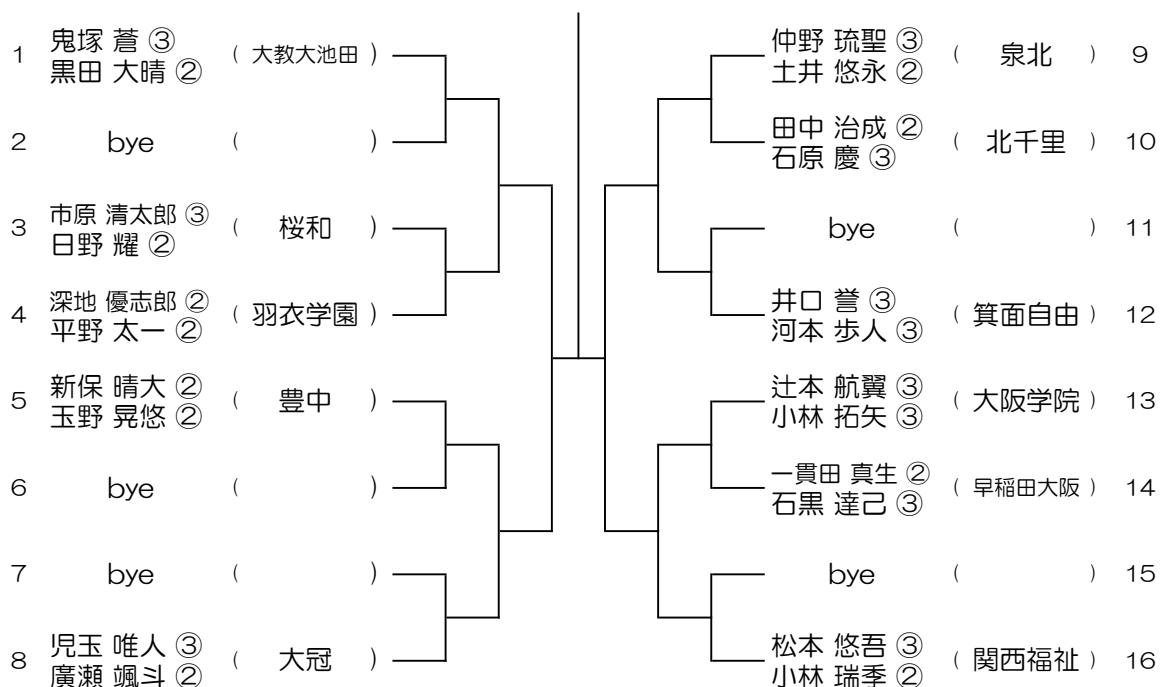 1 鬼塚 蒼 ③
黒田 大晴 ② ( 大教大池田 )
2 bye ( )
3 市原 清太郎 ③
日野 耀 ② ( 桜和 )
4 深地 優志郎 ②
平野 太一 ② ( 羽衣学園 )
5 新保 晴大 ②
玉野 晃悠 ② ( 豊中 )
6 bye ( )
7 bye ( )
8 児玉 唯人 ③
廣瀬 颯斗 ② ( 大冠 )
仲野 琉聖 ③
土井 悠永 ② ( 泉北 ) 9
田中 治成 ②
石原 慶 ③ ( 北千里 ) 10
bye ( ) 11
井口 誉 ③
河本 歩人 ③ ( 箕面自由 ) 12
辻本 航翼 ③
小林 拓矢 ③ ( 大阪学院 ) 13
一貫田 真生 ②
石黒 達己 ③ ( 早稲田大阪 ) 14
bye ( ) 15
松本 悠吾 ③
小林 瑞季 ② ( 関西福祉 ) 16